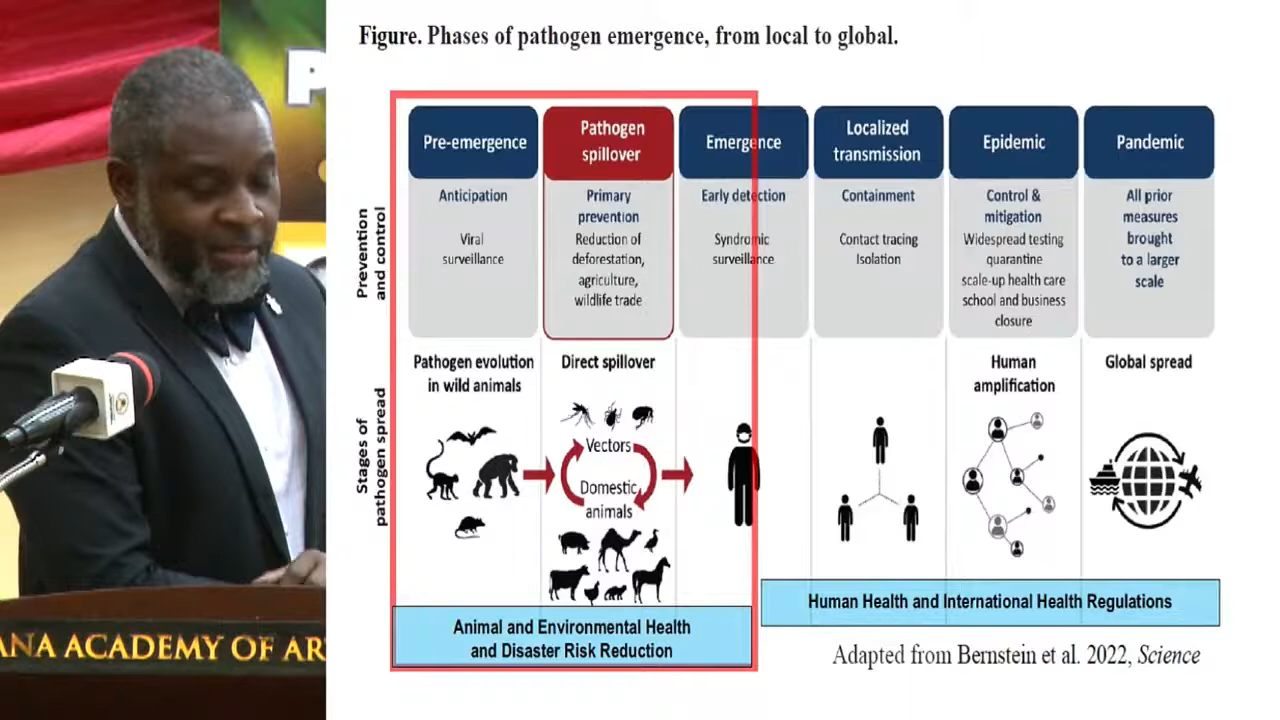 Figure. Phases of pathogen emergence, from local to global.
Prevention
and control
Pre-emergence
Anticipation
Viral
surveillance
Pathogen
spillover
Primary
prevention
Reduction of
deforestation,
agriculture,
wildlife trade
Emergence
Early detection
Syndromic
surveillance
Localized
transmission
Containment
Contact tracing
Isolation
Epidemic
Control &
mitigation
Widespread testing
quarantine
scale-up health care
school and business
closure
Pandemic
All prior
measures
brought
to a larger
scale
Stages of
pathogen spread
Pathogen evolution
in wild animals
Direct spillover
Vectors
Domestic
animals
Human
amplification
Global spread
Animal and Environmental Health
and Disaster Risk Reduction
Human Health and International Health Regulations
Adapted from Bernstein et al. 2022, Science
P
ANA ACADEMY OF AR